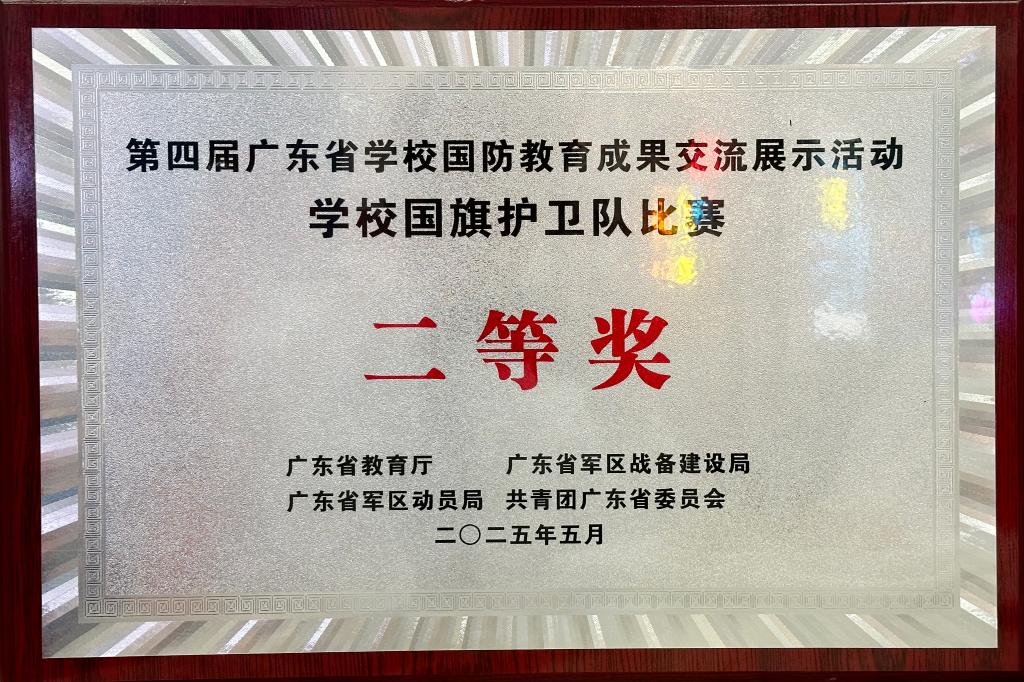 第四届广东省学校国防教育成果交流展示活动
学校国旗护卫队比赛
二等奖
广东省教育厅 广东省军区战备建设局
广东省军区动员局 共青团广东省委员会
二〇二五年五月